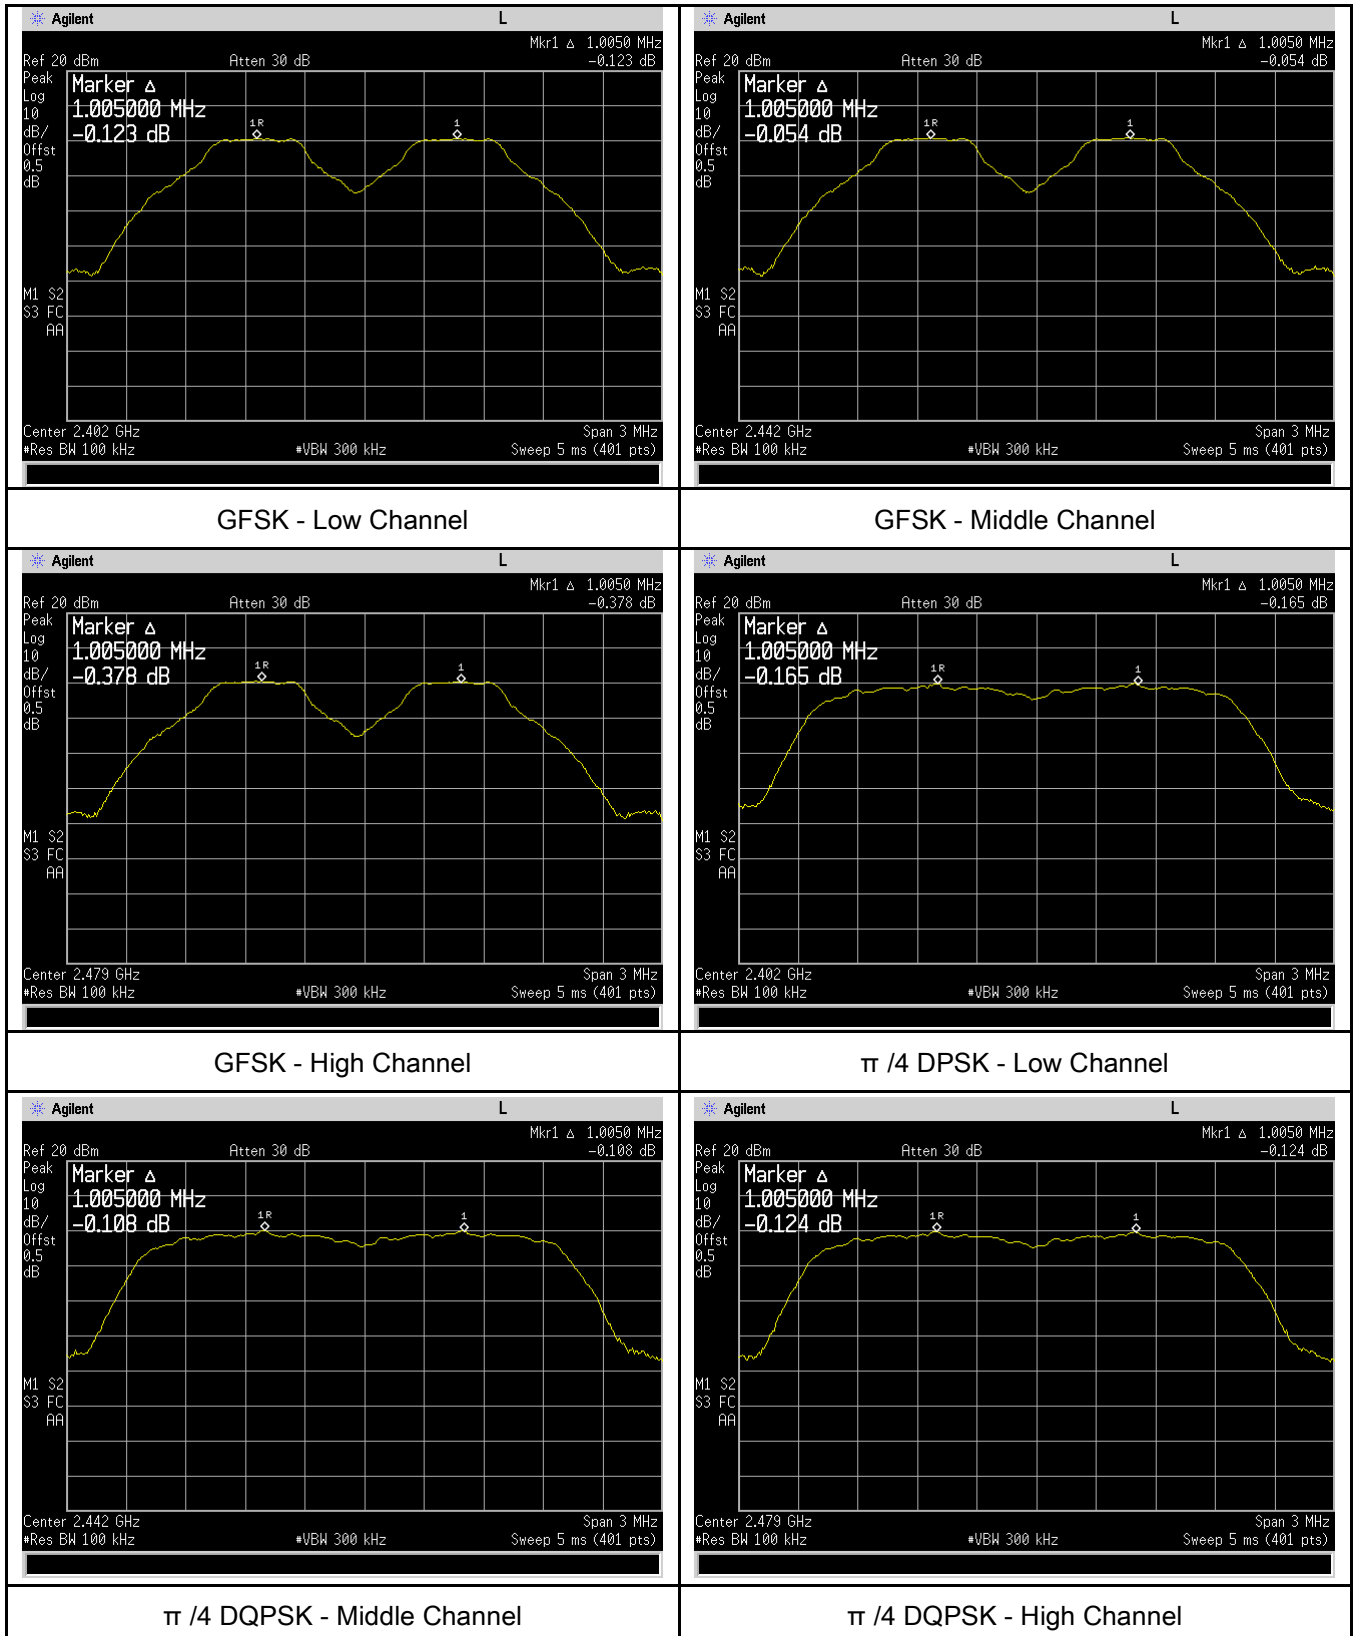 Agilent L
Mkr1 Δ 1.0050 MHz
Ref 20 dBm Atten 30 dB -0.123 dB
Peak
Log
10
dB/
Offst
0.5
dB
Marker Δ
1.005000 MHz
-0.123 dB
1R 1
M1 S2
S3 FC
AA
Center 2.402 GHz Span 3 MHz
#Res BW 100 kHz #VBW 300 kHz Sweep 5 ms (401 pts)
GFSK - Low Channel
Agilent L
Mkr1 Δ 1.0050 MHz
Ref 20 dBm Atten 30 dB -0.054 dB
Peak
Log
10
dB/
Offst
0.5
dB
Marker Δ
1.005000 MHz
-0.054 dB
1R 1
M1 S2
S3 FC
AA
Center 2.442 GHz Span 3 MHz
#Res BW 100 kHz #VBW 300 kHz Sweep 5 ms (401 pts)
GFSK - Middle Channel
Agilent L
Mkr1 Δ 1.0050 MHz
Ref 20 dBm Atten 30 dB -0.378 dB
Peak
Log
10
dB/
Offst
0.5
dB
Marker Δ
1.005000 MHz
-0.378 dB
1R 1
M1 S2
S3 FC
AA
Center 2.479 GHz Span 3 MHz
#Res BW 100 kHz #VBW 300 kHz Sweep 5 ms (401 pts)
GFSK - High Channel
Agilent L
Mkr1 Δ 1.0050 MHz
Ref 20 dBm Atten 30 dB -0.165 dB
Peak
Log
10
dB/
Offst
0.5
dB
Marker Δ
1.005000 MHz
-0.165 dB
1R 1
M1 S2
S3 FC
AA
Center 2.402 GHz Span 3 MHz
#Res BW 100 kHz #VBW 300 kHz Sweep 5 ms (401 pts)
π /4 DPSK - Low Channel
Agilent L
Mkr1 Δ 1.0050 MHz
Ref 20 dBm Atten 30 dB -0.108 dB
Peak
Log
10
dB/
Offst
0.5
dB
Marker Δ
1.005000 MHz
-0.108 dB
1R 1
M1 S2
S3 FC
AA
Center 2.442 GHz Span 3 MHz
#Res BW 100 kHz #VBW 300 kHz Sweep 5 ms (401 pts)
π /4 DQPSK - Middle Channel
Agilent L
Mkr1 Δ 1.0050 MHz
Ref 20 dBm Atten 30 dB -0.124 dB
Peak
Log
10
dB/
Offst
0.5
dB
Marker Δ
1.005000 MHz
-0.124 dB
1R 1
M1 S2
S3 FC
AA
Center 2.479 GHz Span 3 MHz
#Res BW 100 kHz #VBW 300 kHz Sweep 5 ms (401 pts)
π /4 DQPSK - High Channel